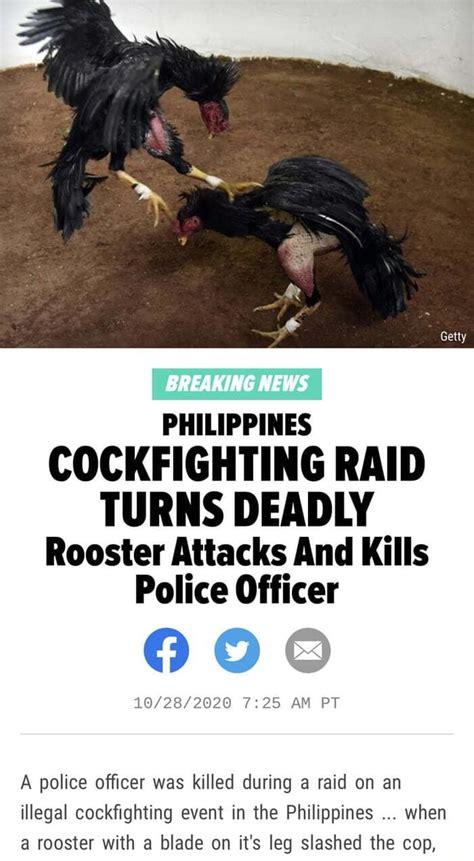 Getty
BREAKING NEWS
PHILIPPINES
COCKFIGHTING RAID
TURNS DEADLY
Rooster Attacks And Kills
Police Officer
10/28/2020 7:25 AM PT
A police officer was killed during a raid on an
illegal cockfighting event in the Philippines ... when
a rooster with a blade on it's leg slashed the cop,